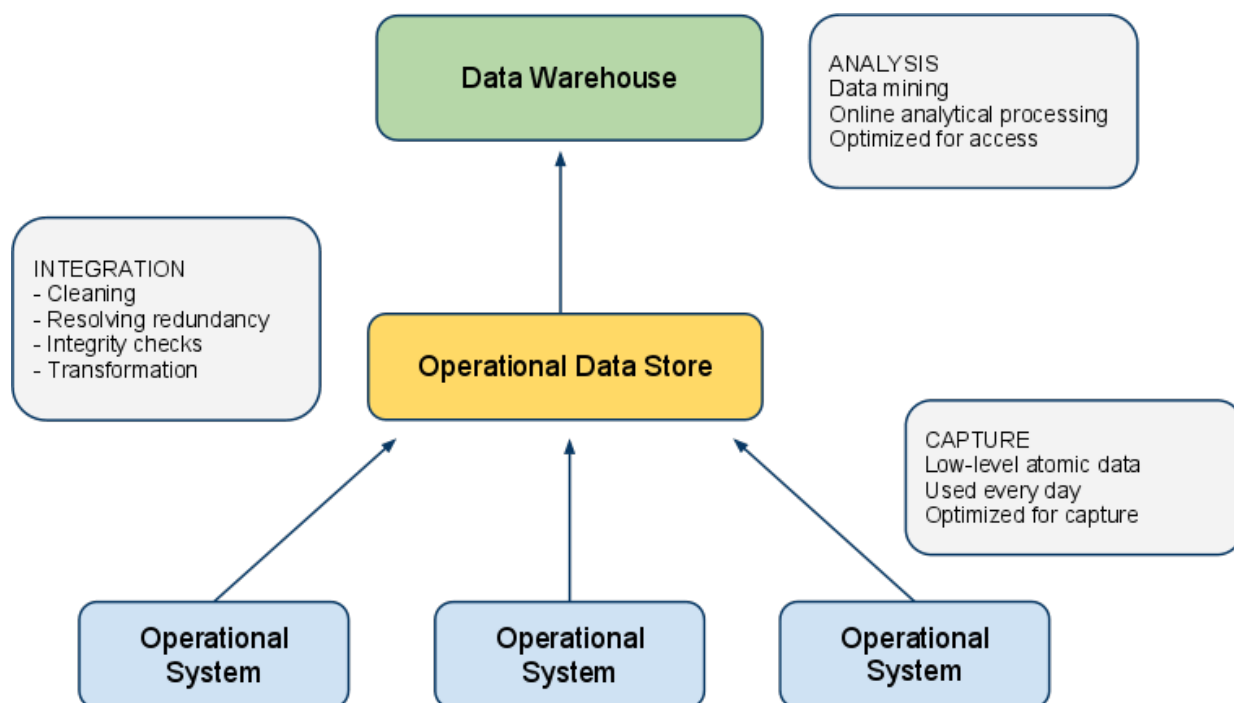 Data Warehouse
ANALYSIS
Data mining
Online analytical processing
Optimized for access
INTEGRATION
- Cleaning
- Resolving redundancy
- Integrity checks
- Transformation
Operational Data Store
CAPTURE
Low-level atomic data
Used every day
Optimized for capture
Operational
System
Operational
System
Operational
System